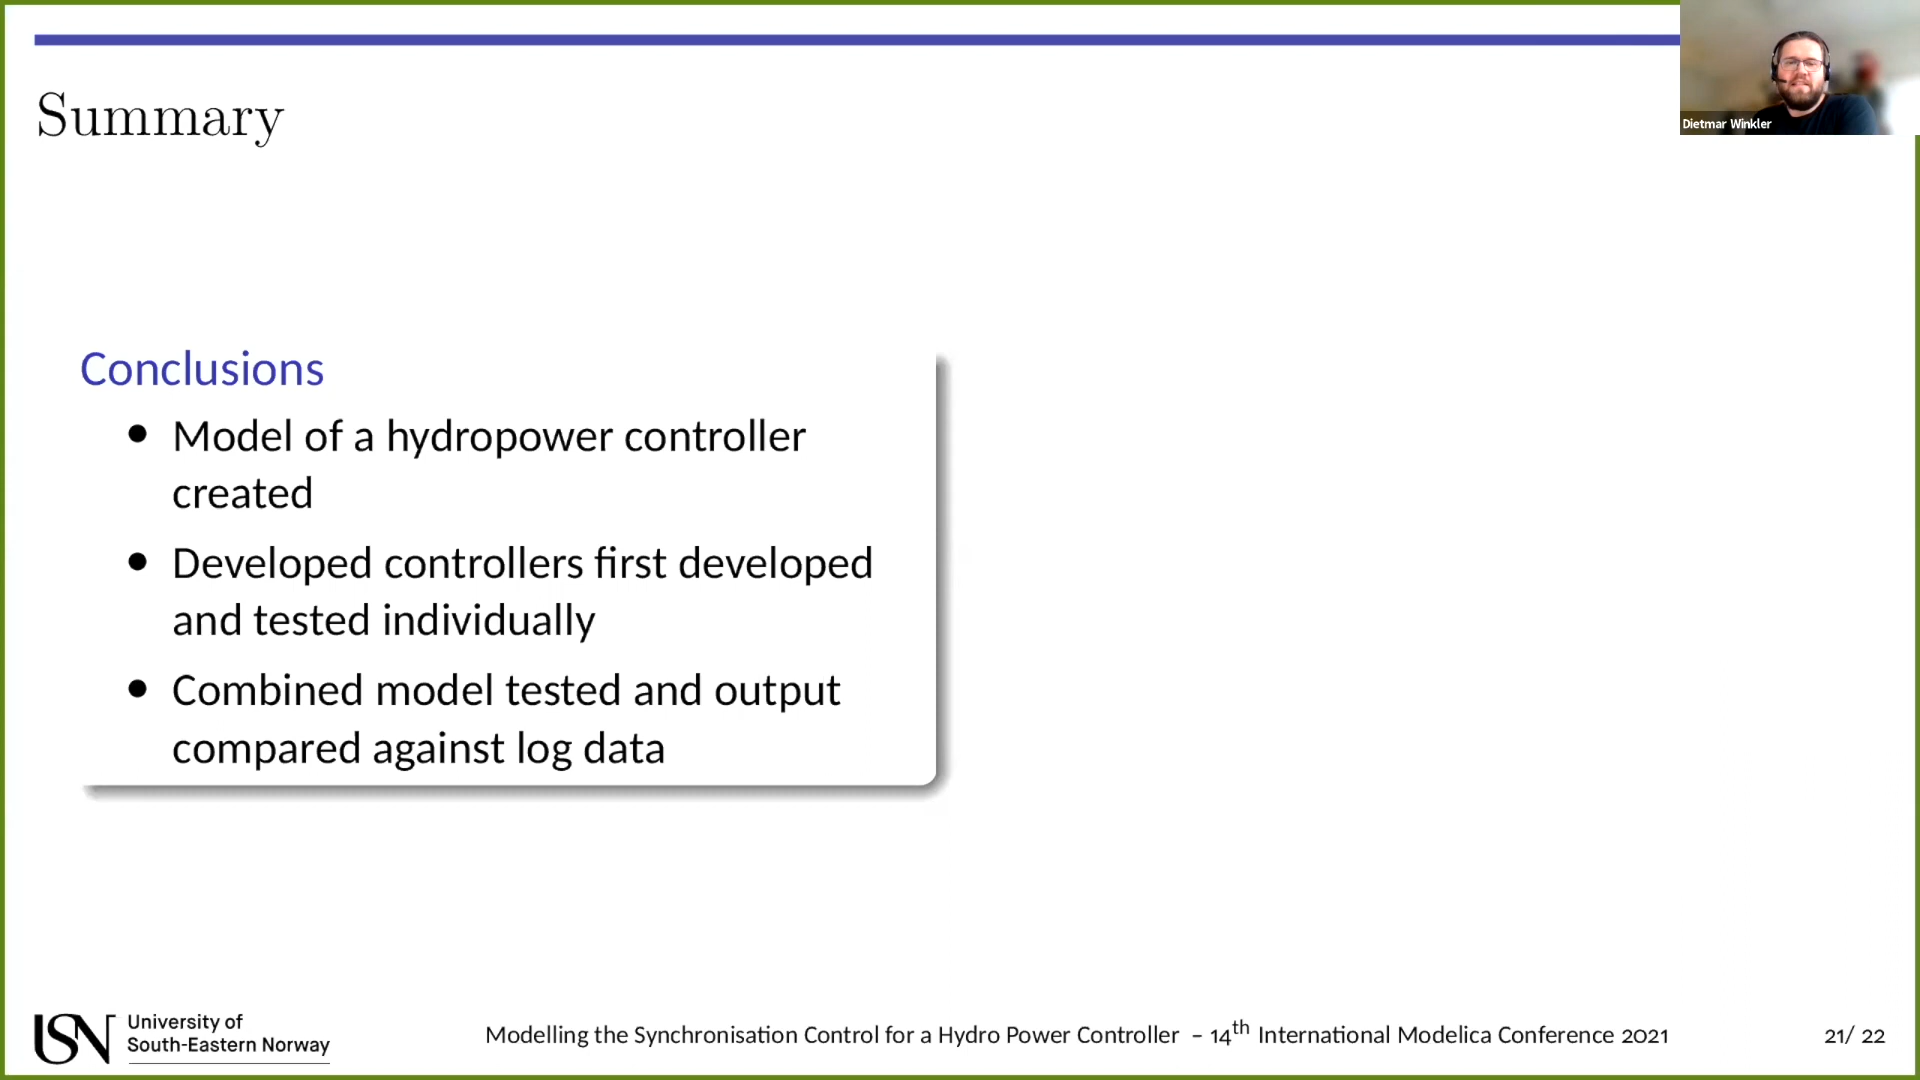 Dietmar Winkler
Summary
Conclusions
• Model of a hydropower controller
created
• Developed controllers first developed
and tested individually
• Combined model tested and output
compared against log data
USN
University of
South-Eastern Norway
Modelling the Synchronisation Control for a Hydro Power Controller – 14th International Modelica Conference 2021
21/ 22